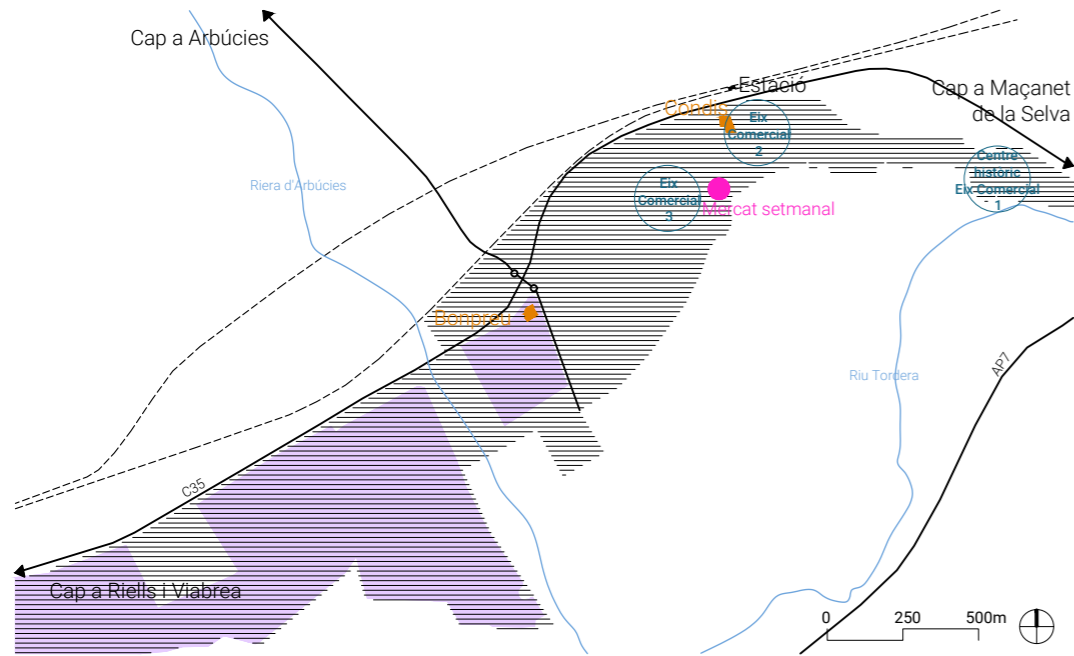 Cap a Arbúcies
Estació
Cap a Maçanet
de la Selva
Condis
Eix
Comercial
2
Centre
històric
Eix Comercial
1
Riera d'Arbúcies
Eix
Comercial
3
Mercat setmanal
Bonpreu
AP7
Riu Tordera
C35
Cap a Riells i Viabrea
0 250 500m